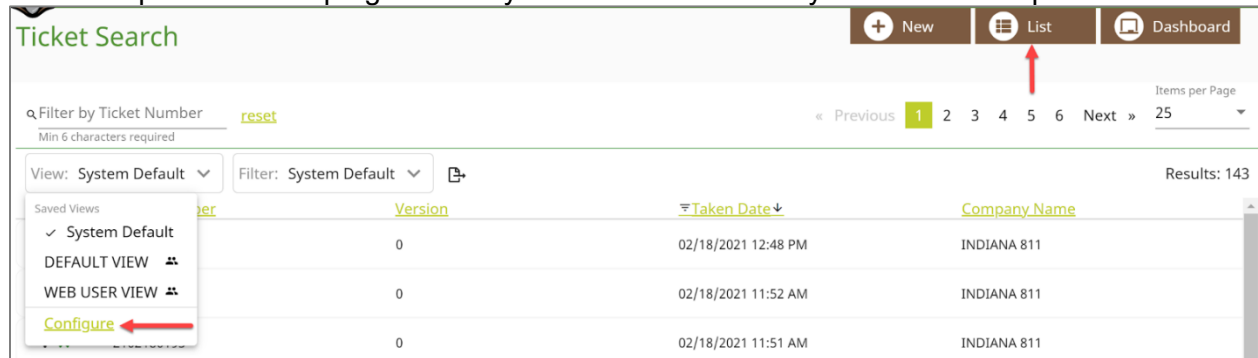 Ticket Search
New
List
Dashboard
Filter by Ticket Number
reset
Min 6 characters required
« Previous 1 2 3 4 5 6 Next »
Items per Page
25
View: System Default
Filter: System Default
Results: 143
Saved Views
✓ System Default
DEFAULT VIEW
WEB USER VIEW
Configure
Version
Taken Date
Company Name
0
02/18/2021 12:48 PM
INDIANA 811
0
02/18/2021 11:52 AM
INDIANA 811
0
02/18/2021 11:51 AM
INDIANA 811